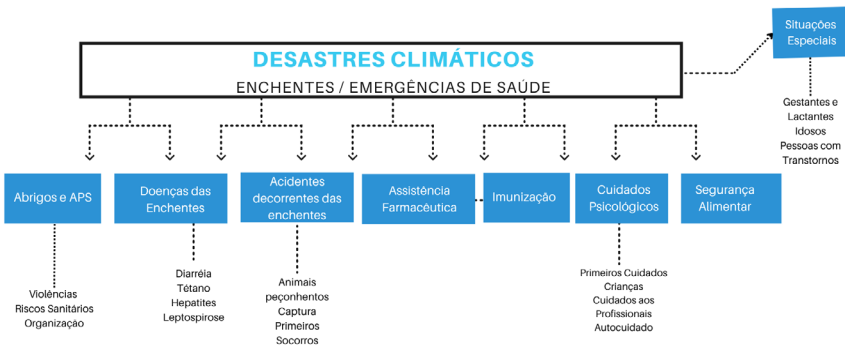 DESASTRES CLIMÁTICOS
ENCHENTES / EMERGÊNCIAS DE SAÚDE
Situações
Especiais
Gestantes e
Lactantes
Idosos
Pessoas com
Transtornos
Abrigos e APS
Violências
Riscos Sanitários
Organização
Doenças das
Enchentes
Diarréia
Tétano
Hepatites
Leptospirose
Acidentes
decorrentes das
enchentes
Animais
peçonhentos
Captura
Primeiros
Socorros
Assistência
Farmacêutica
Imunização
Cuidados
Psicológicos
Primeiros Cuidados
Crianças
Cuidados aos
Profissionais
Autocuidado
Segurança
Alimentar